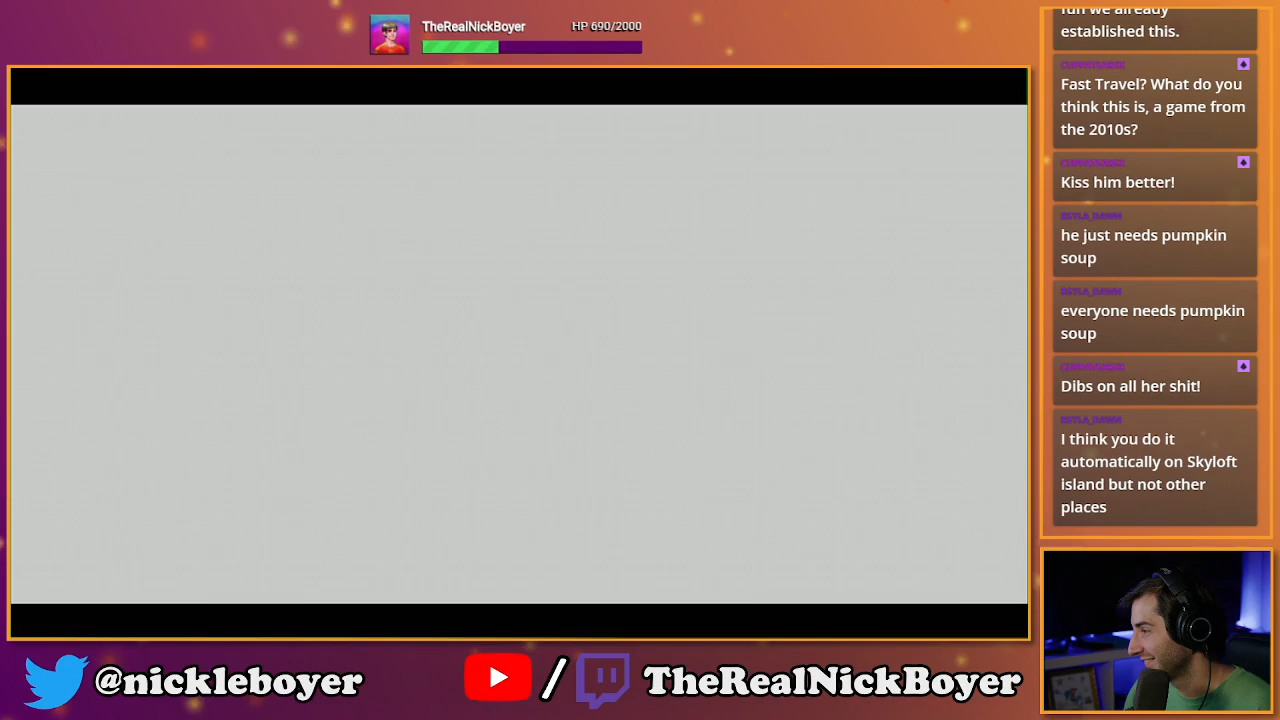 TheRealNickBoyer
HP 690/2000
fun we already
established this.
Fast Travel? What do you
think this is, a game from
the 2010s?
Kiss him better!
he just needs pumpkin
soup
everyone needs pumpkin
soup
Dibs on all her shit!
I think you do it
automatically on Skyloft
island but not other
places
@nickleboyer
/
TheRealNickBoyer